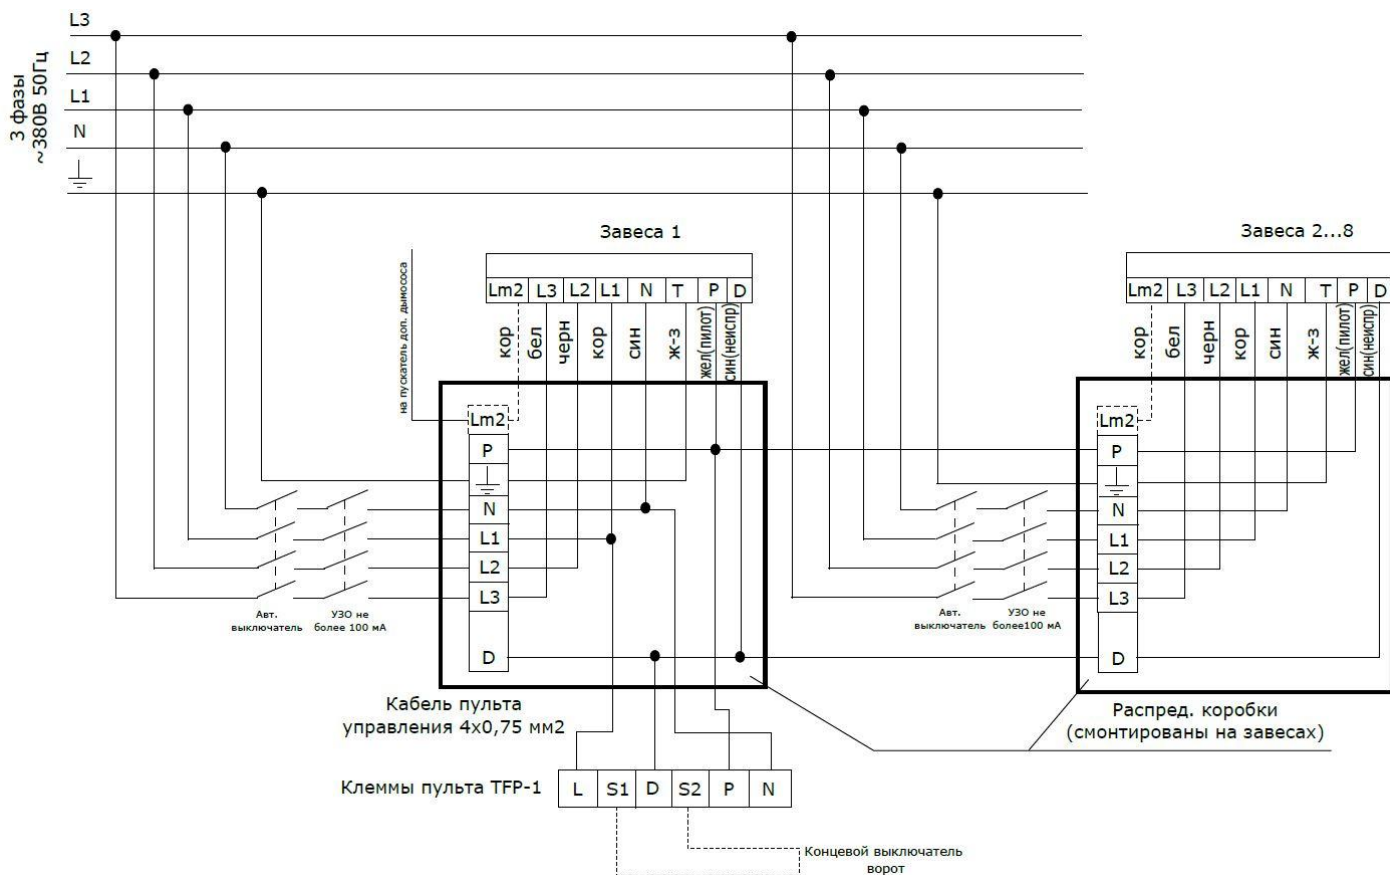 L3
L2
L1
N
3 фазы
~380В 50Гц
Завеса 1
Lm2 L3 L2 L1 N T P D
кор бел черн кор син ж-з жел(пилот) син(неиспр)
на пускатель доп. дымососа
Lm2
P
N
L1
L2
L3
D
Авт.
выключатель
УЗО не
более 100 мА
Завеса 2...8
Lm2 L3 L2 L1 N T P D
кор бел черн кор син ж-з жел(пилот) син(неиспр)
Lm2
P
N
L1
L2
L3
D
Авт.
выключатель
УЗО не
более100 мА
Кабель пульта
управления 4х0,75 мм2
Распред. коробки
(смонтированы на завесах)
Клеммы пульта TFP-1
L S1 D S2 P N
Концевой выключатель
ворот